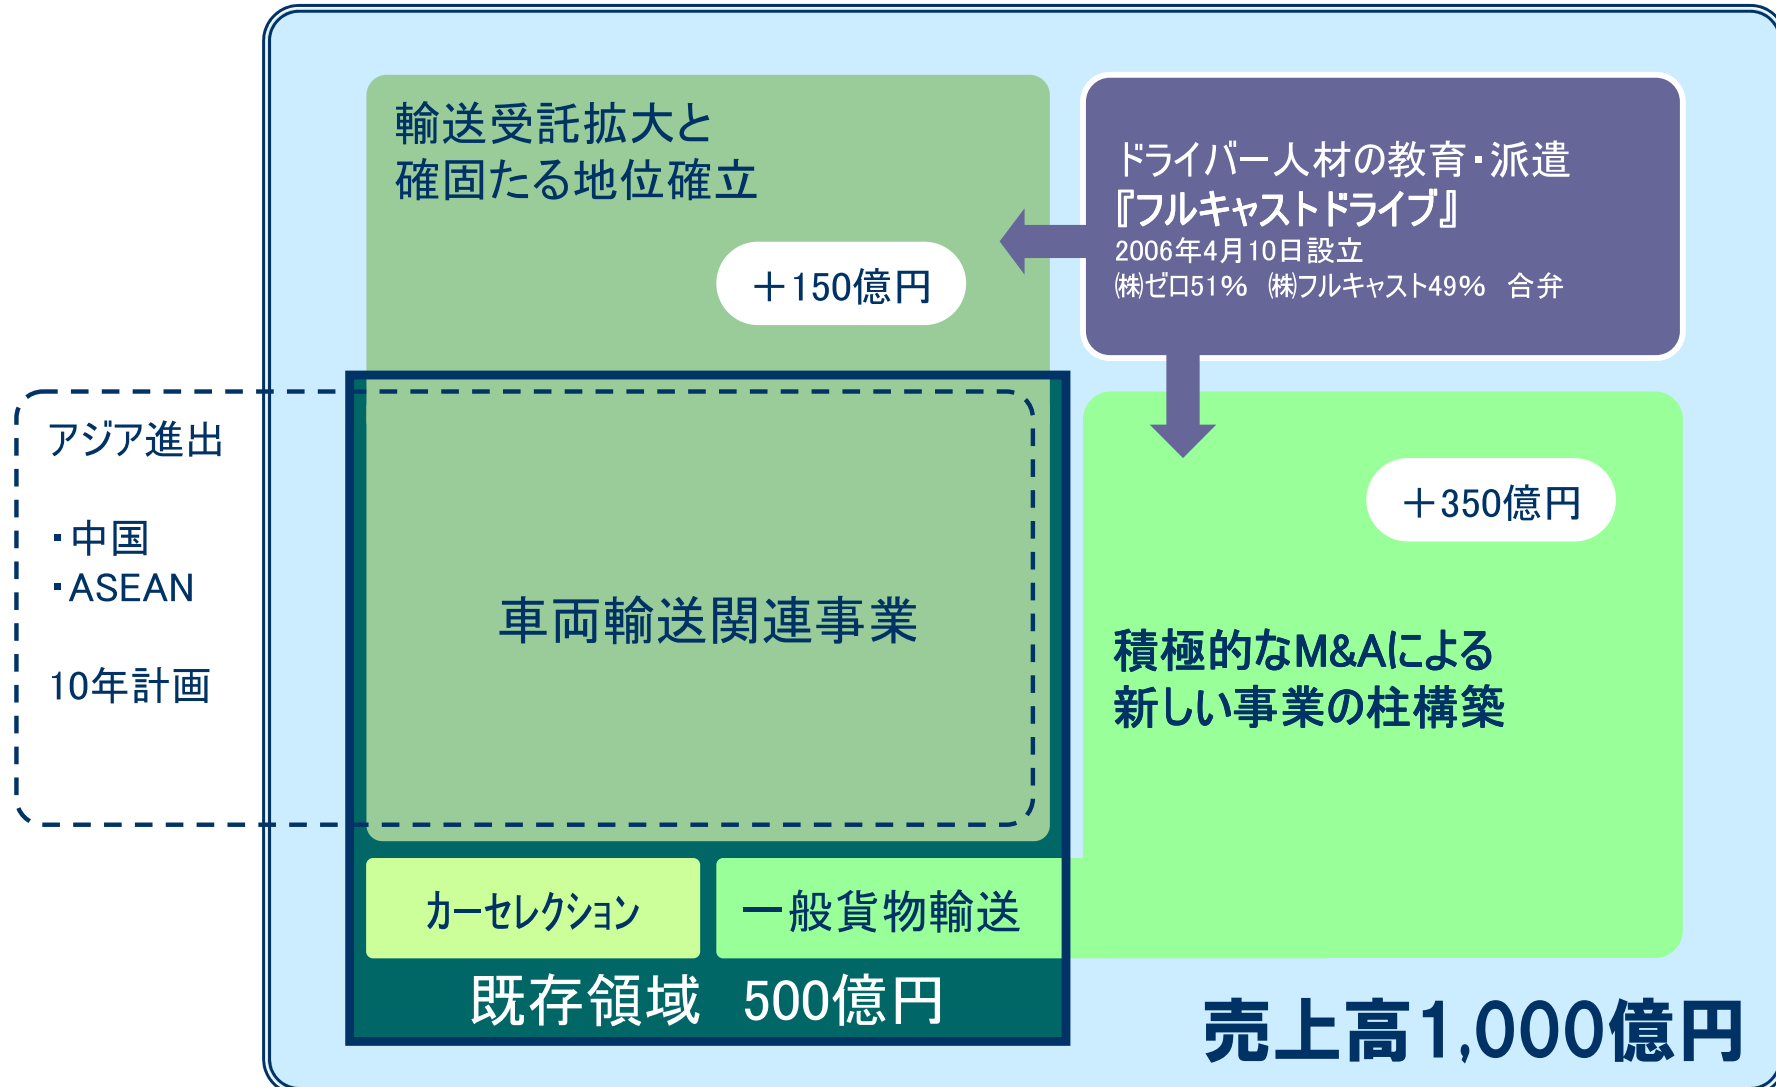 輸送受託拡大と
確固たる地位確立
＋150億円
ドライバー人材の教育・派遣
『フルキャストドライブ』
2006年4月10日設立
㈱ゼロ51%　㈱フルキャスト49%　合弁
アジア進出
・中国
・ASEAN
10年計画
車両輸送関連事業
＋350億円
積極的なM&Aによる
新しい事業の柱構築
カーセレクション
一般貨物輸送
既存領域　500億円
売上高1,000億円